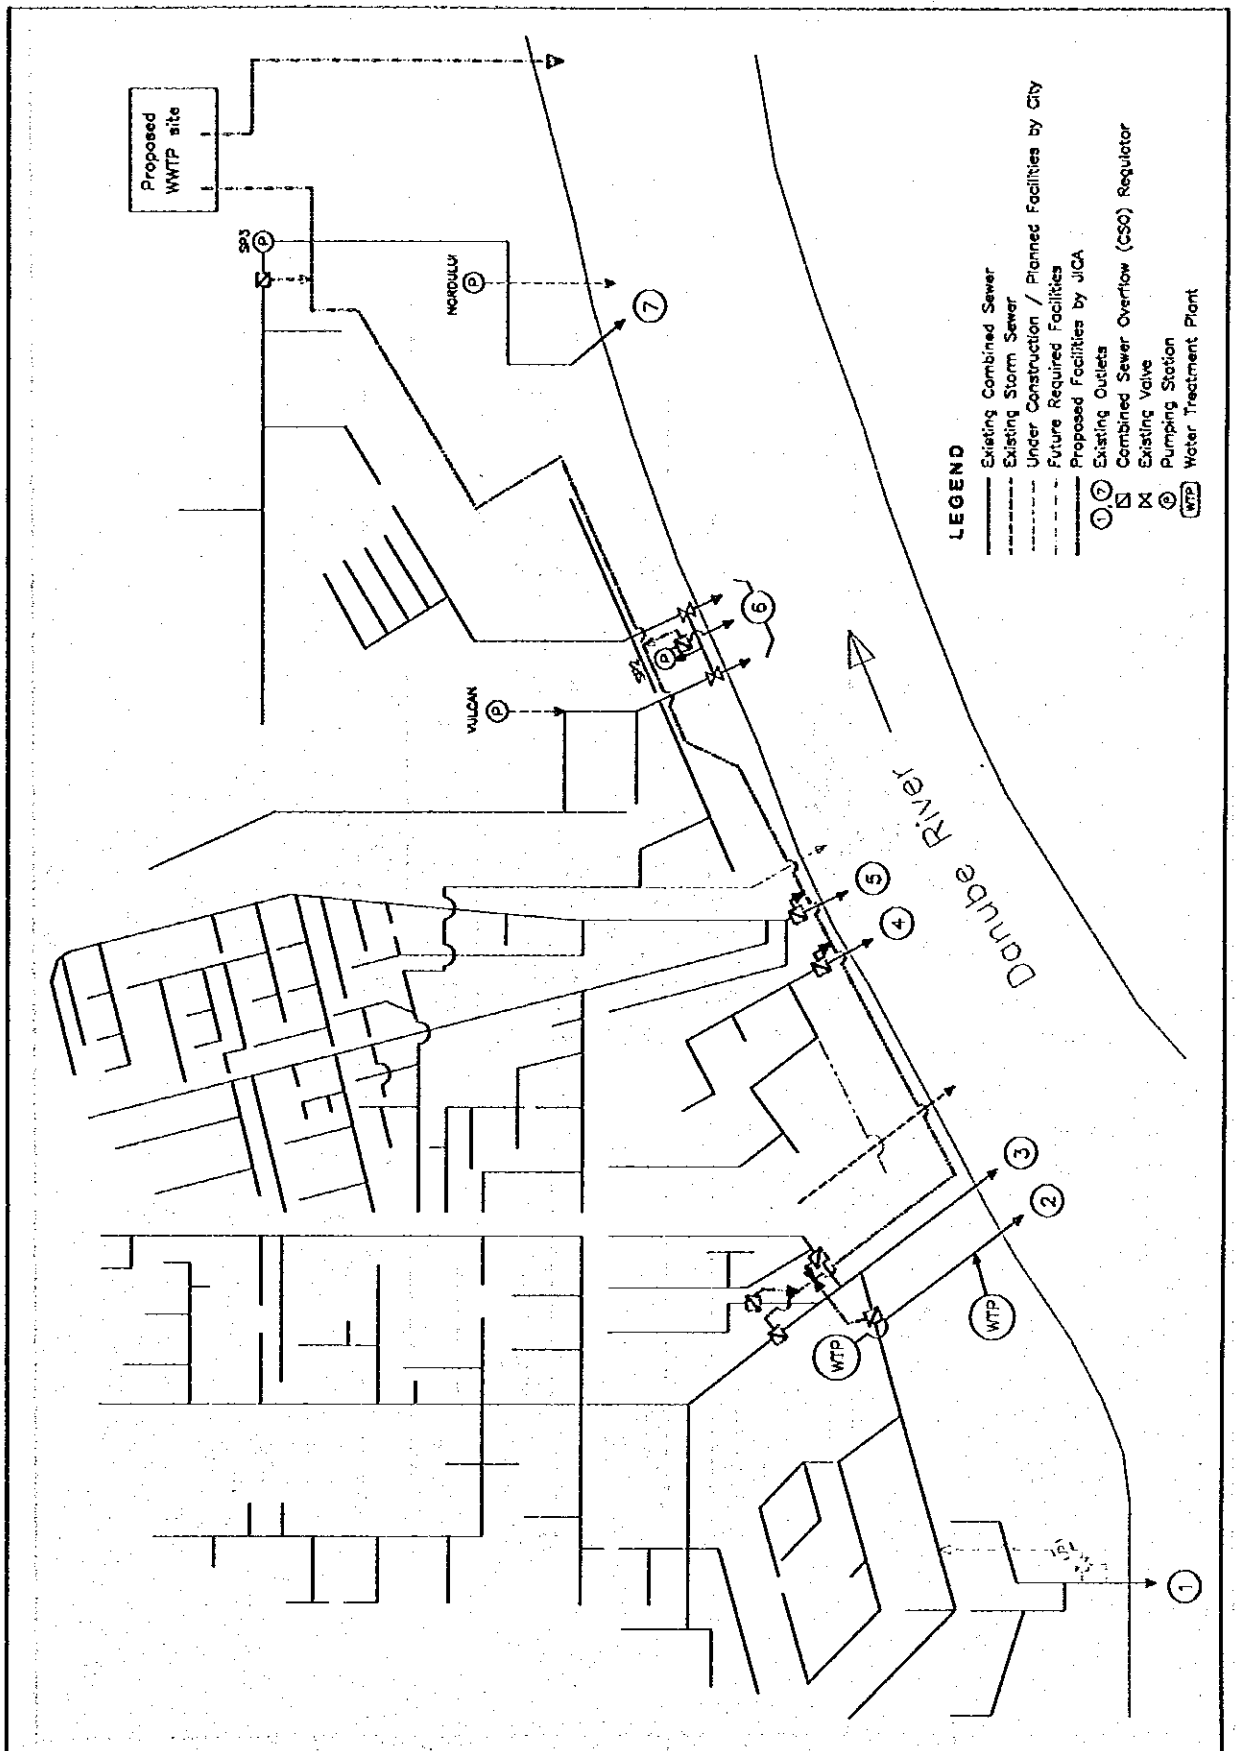 Proposed
WWTP site
SP3
P
NORDULUI
P
7
VULCAN
P
P
6
5
4
3
2
WTP
WTP
1
Danube River
LEGEND
Existing Combined Sewer
Existing Storm Sewer
Under Construction / Planned Facilities by City
Future Required Facilities
Proposed Facilities by JICA
1,7 Existing Outlets
Combined Sewer Overflow (CSO) Regulator
Existing Valve
P Pumping Station
WTP Water Treatment Plant